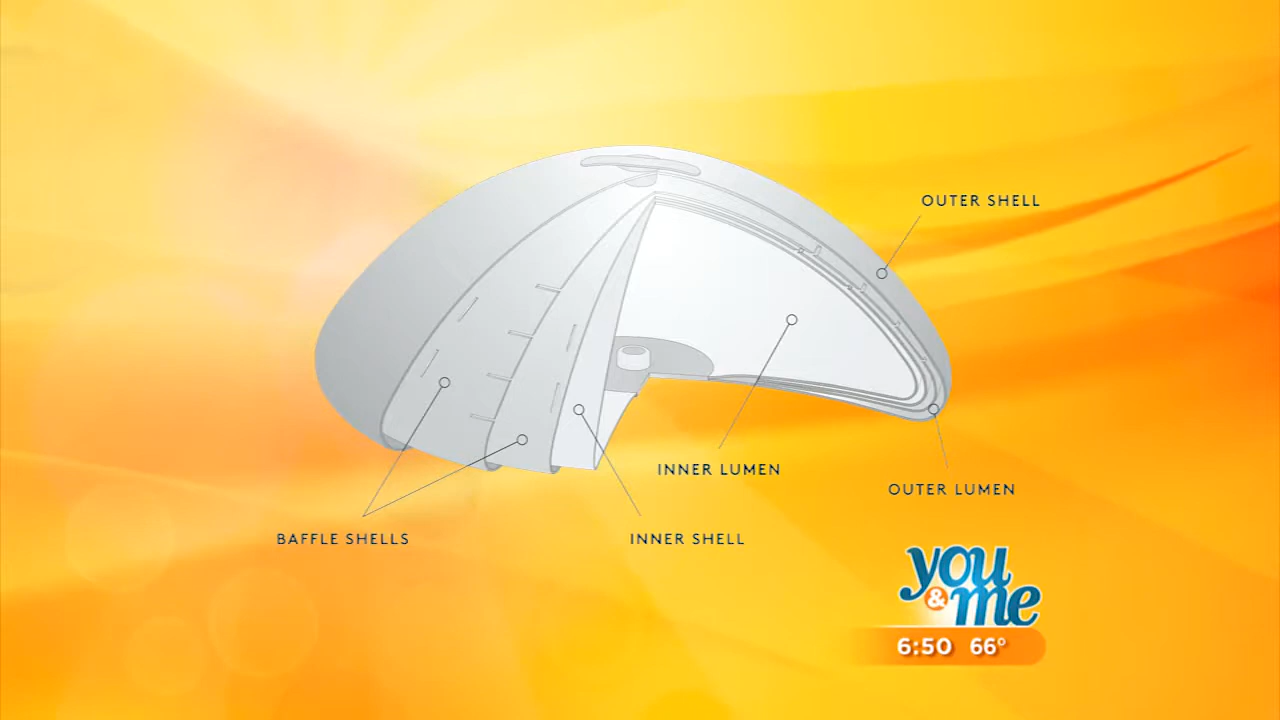 OUTER SHELL
INNER LUMEN
OUTER LUMEN
BAFFLE SHELLS
INNER SHELL
you
& me
6:50 66°